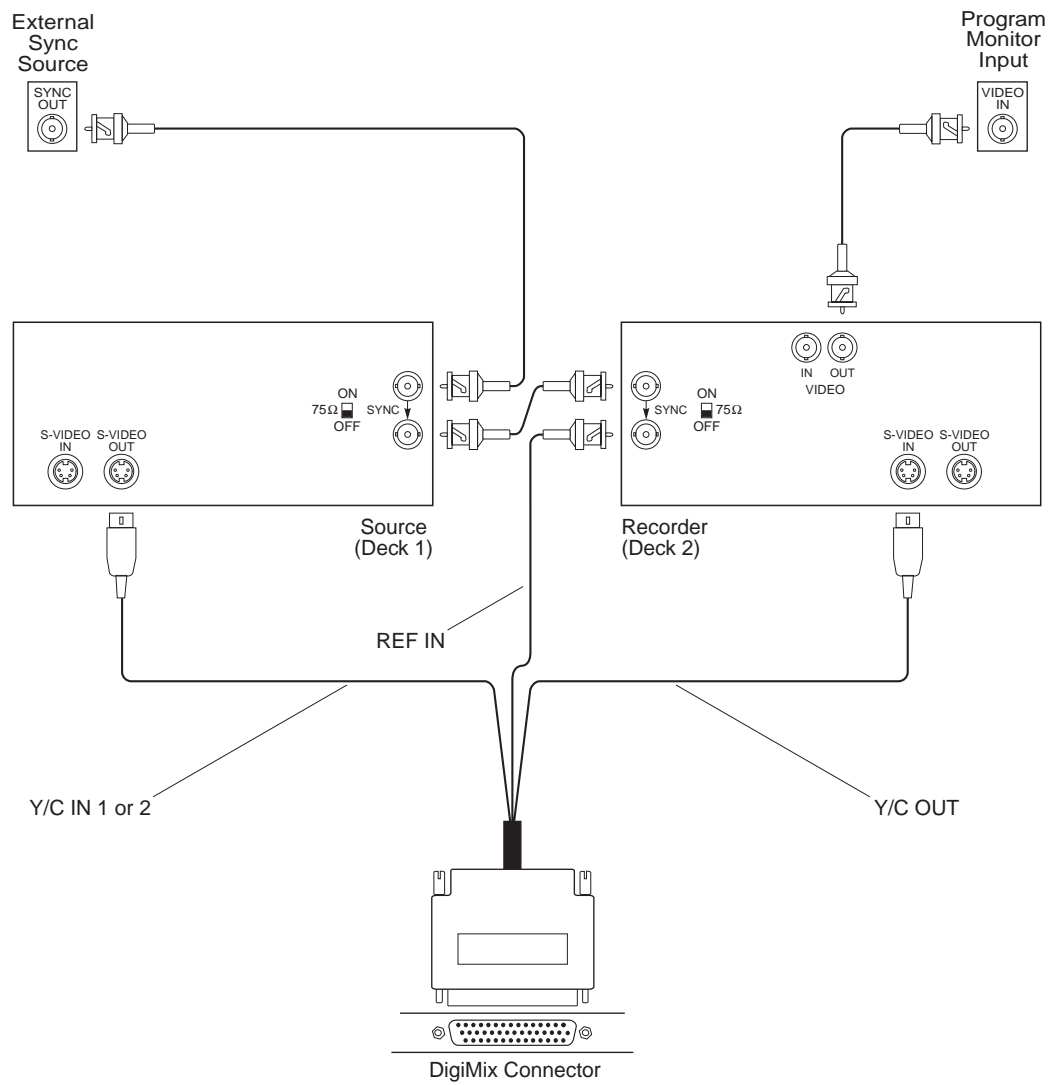 External
Sync
Source
SYNC
OUT
Program
Monitor
Input
VIDEO
IN
ON
75Ω
OFF
SYNC
S-VIDEO
IN
S-VIDEO
OUT
Source
(Deck 1)
IN OUT
VIDEO
SYNC
ON
75Ω
OFF
S-VIDEO
IN
S-VIDEO
OUT
Recorder
(Deck 2)
REF IN
Y/C IN 1 or 2
Y/C OUT
DigiMix Connector